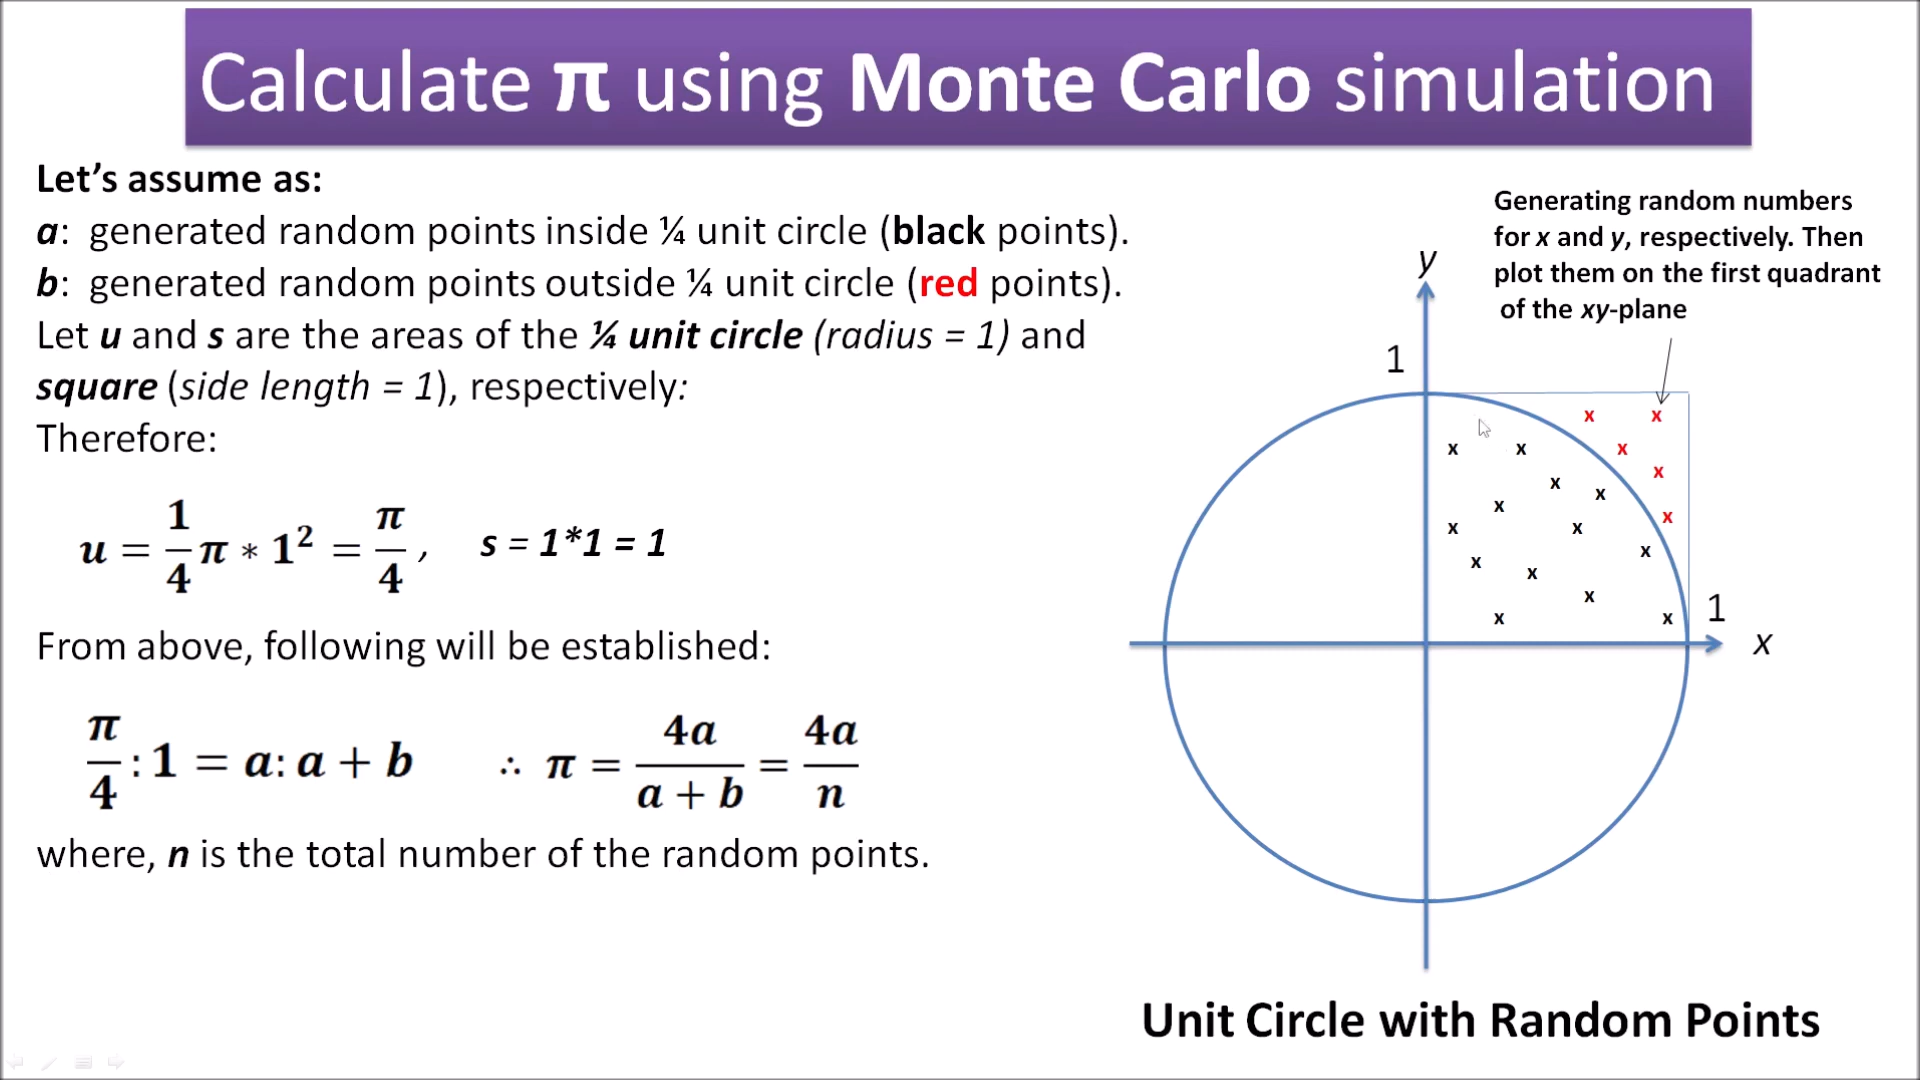 Calculate π using Monte Carlo simulation
Let’s assume as:
a: generated random points inside ¼ unit circle (black points).
b: generated random points outside ¼ unit circle (red points).
Let u and s are the areas of the ¼ unit circle (radius = 1) and
square (side length = 1), respectively:
Therefore:
u = 1/4 π * 1² = π/4 , s = 1*1 = 1
From above, following will be established:
π/4 : 1 = a: a + b ∴ π = 4a/(a + b) = 4a/n
where, n is the total number of the random points.
Generating random numbers
for x and y, respectively. Then
plot them on the first quadrant
of the xy-plane
y
1
x x
x x x
x
x x
x
x x x
x
x x
x
x
x x
1
x
Unit Circle with Random Points